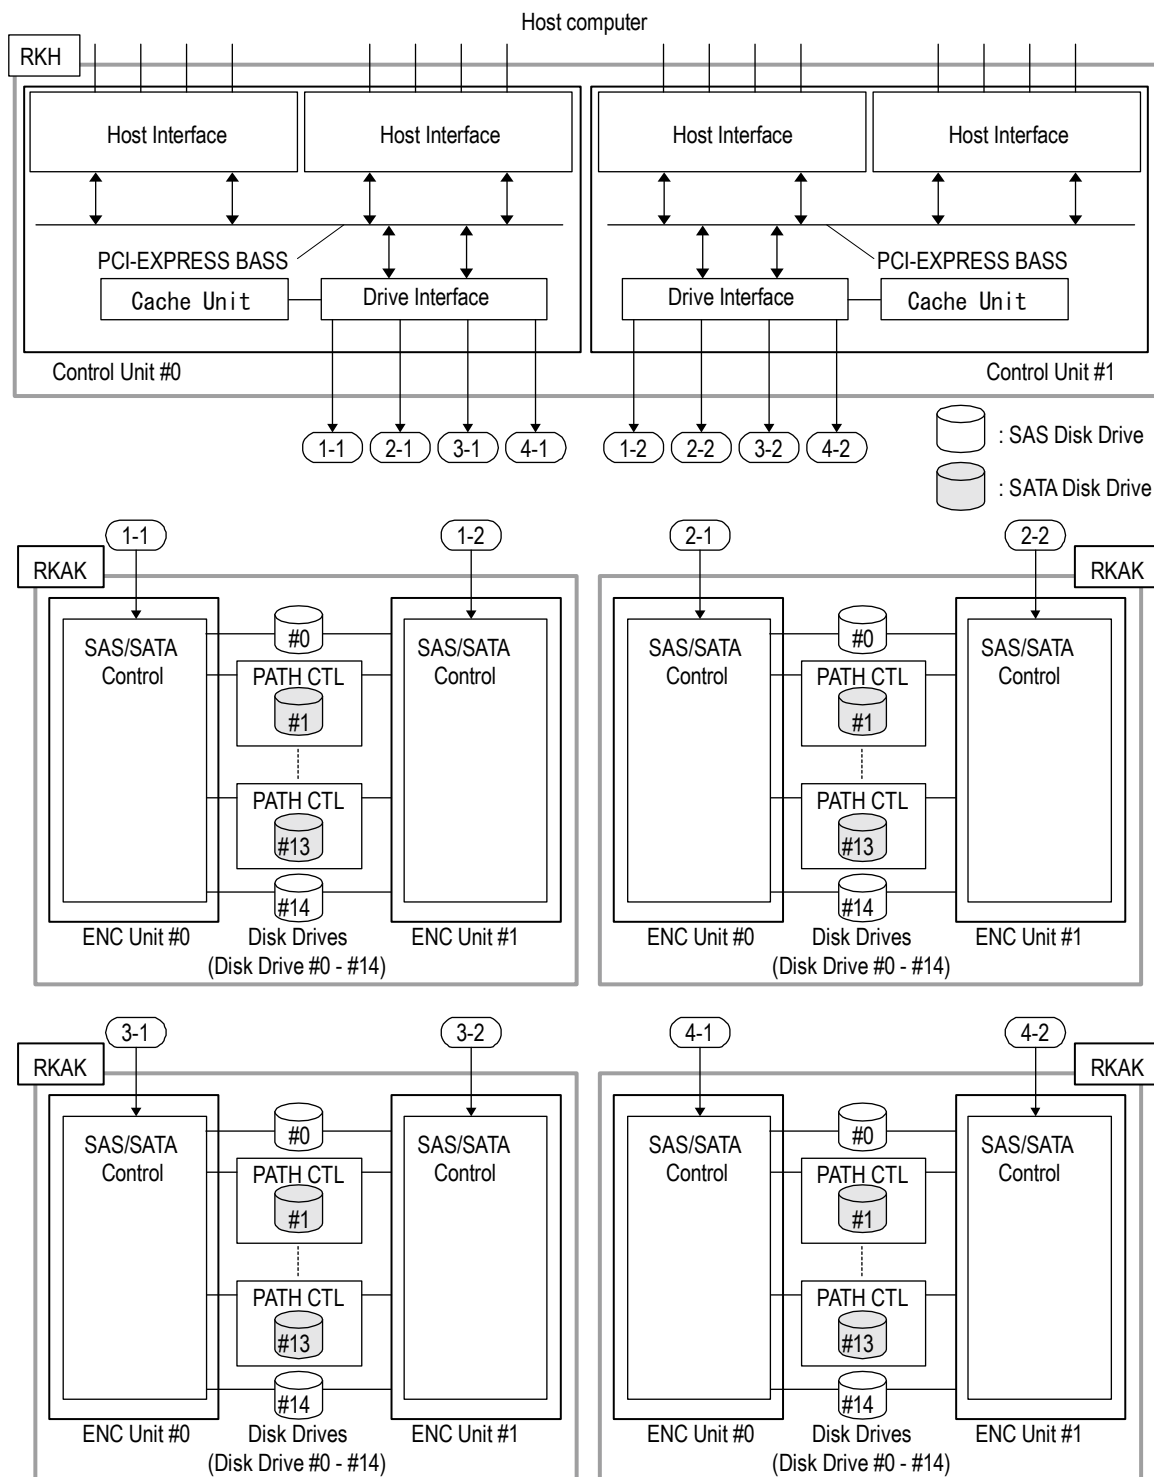 Host computer
RKH
Host Interface
Host Interface
Host Interface
Host Interface
PCI-EXPRESS BASS
PCI-EXPRESS BASS
Cache Unit
Drive Interface
Drive Interface
Cache Unit
Control Unit #0
Control Unit #1
1-1
2-1
3-1
4-1
1-2
2-2
3-2
4-2
: SAS Disk Drive
: SATA Disk Drive
1-1
1-2
RKAK
SAS/SATA
Control
#0
PATH CTL
#1
PATH CTL
#13
#14
SAS/SATA
Control
ENC Unit #0
Disk Drives
(Disk Drive #0 - #14)
ENC Unit #1
2-1
2-2
RKAK
SAS/SATA
Control
#0
PATH CTL
#1
PATH CTL
#13
#14
SAS/SATA
Control
ENC Unit #0
Disk Drives
(Disk Drive #0 - #14)
ENC Unit #1
3-1
3-2
RKAK
SAS/SATA
Control
#0
PATH CTL
#1
PATH CTL
#13
#14
SAS/SATA
Control
ENC Unit #0
Disk Drives
(Disk Drive #0 - #14)
ENC Unit #1
4-1
4-2
RKAK
SAS/SATA
Control
#0
PATH CTL
#1
PATH CTL
#13
#14
SAS/SATA
Control
ENC Unit #0
Disk Drives
(Disk Drive #0 - #14)
ENC Unit #1